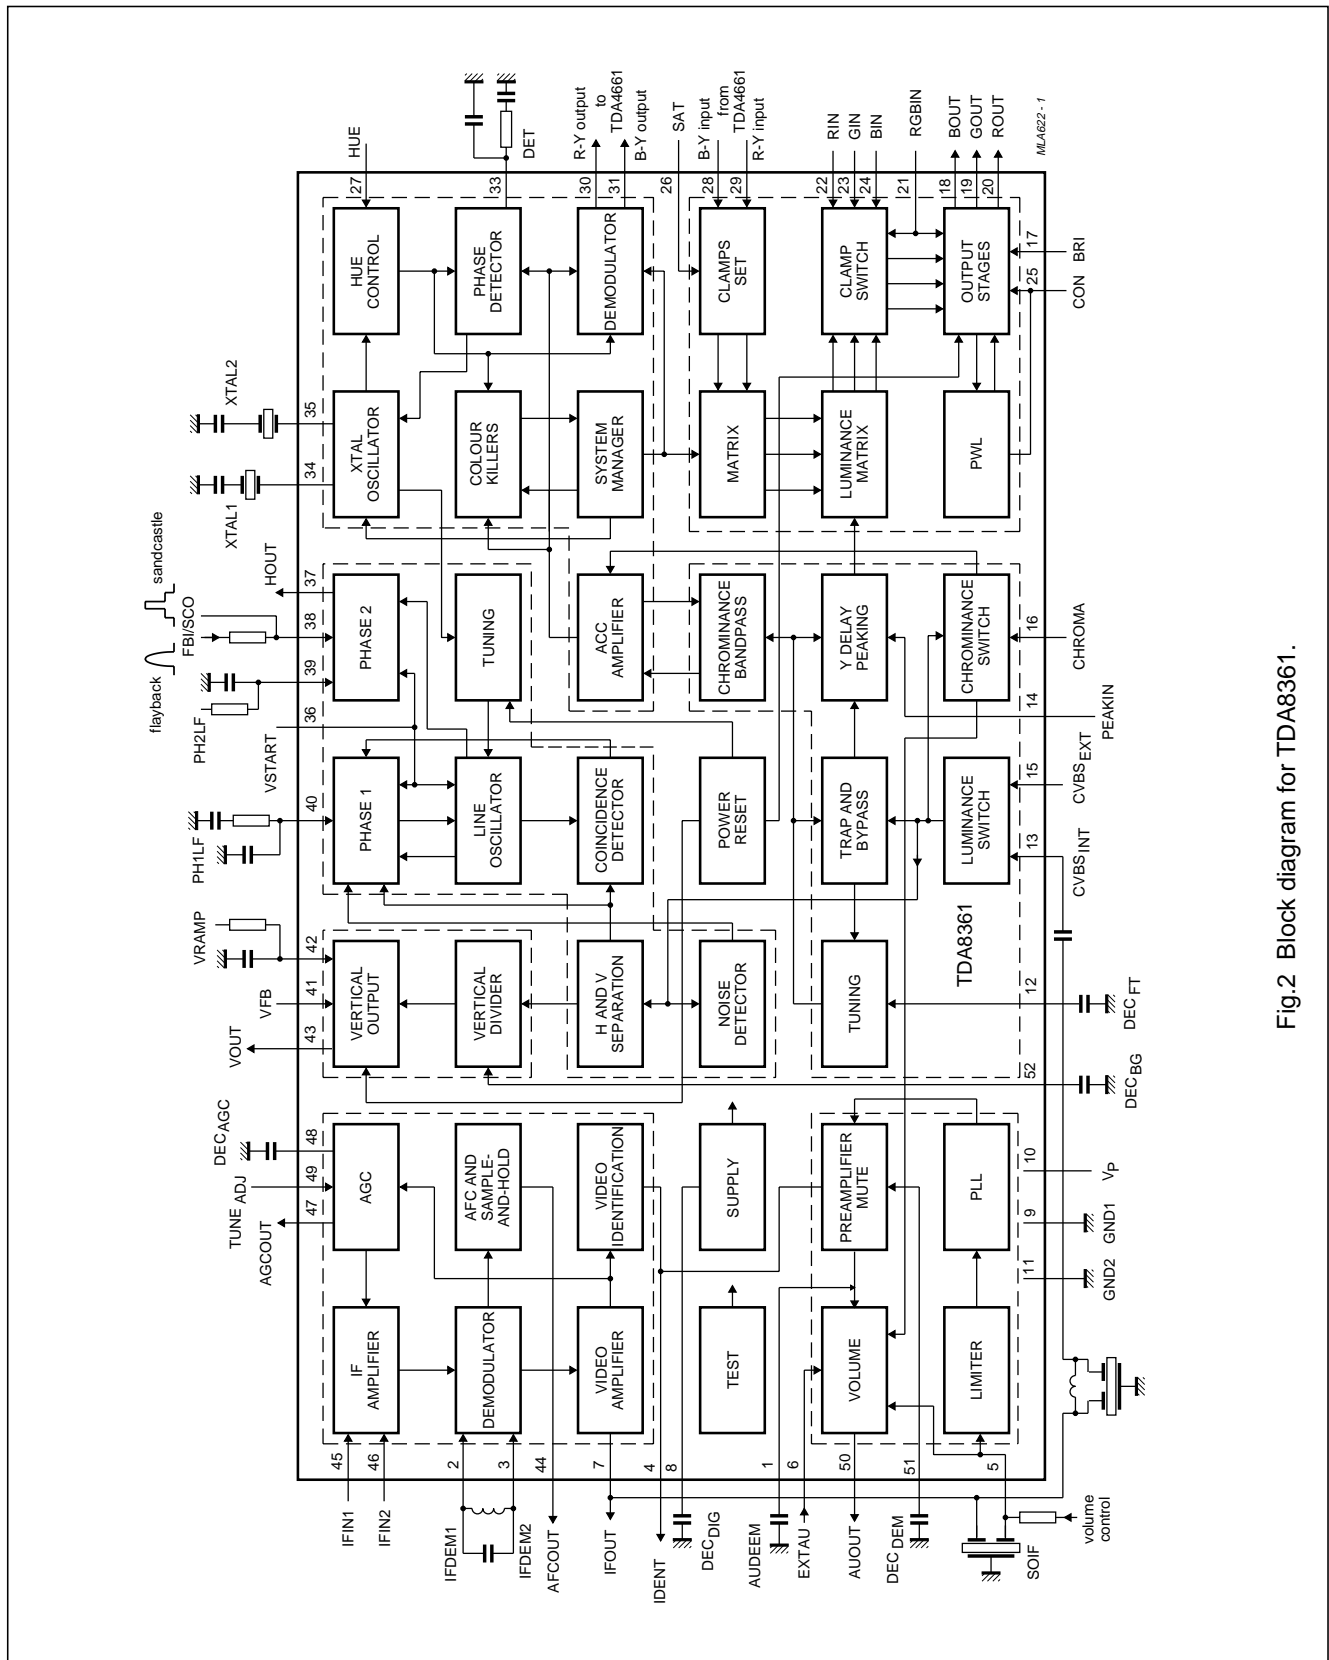 IFIN1
45
IFIN2
46
IFDEM1
2
IFDEM2
3
AFCOUT
44
IFOUT
7
IDENT
4
DECDIG
8
AUDEEM
1
EXTAU
6
AUOUT
50
DECDEM
51
SOIF
5
volume
control
AGCOUT
47
TUNEADJ
49
DECAGC
48
VOUT
43
VFB
41
VRAMP
42
PH1LF
40
VSTART
36
PH2LF
39
flayback
FBI/SCO
38
sandcastle
HOUT
37
XTAL1
34
XTAL2
35
HUE
27
33
DET
R-Y output
30
to
TDA4661
B-Y output
31
SAT
26
B-Y input
28
from
TDA4661
R-Y input
29
RIN
22
GIN
23
BIN
24
RGBIN
21
BOUT
18
GOUT
19
ROUT
20
MLA622 - 1
IF
AMPLIFIER
AGC
VERTICAL
OUTPUT
PHASE 1
PHASE 2
XTAL
OSCILLATOR
HUE
CONTROL
DEMODULATOR
AFC AND
SAMPLE-
AND-HOLD
VERTICAL
DIVIDER
LINE
OSCILLATOR
TUNING
COLOUR
KILLERS
PHASE
DETECTOR
VIDEO
AMPLIFIER
VIDEO
IDENTIFICATION
H AND V
SEPARATION
COINCIDENCE
DETECTOR
ACC
AMPLIFIER
SYSTEM
MANAGER
DEMODULATOR
TEST
SUPPLY
NOISE
DETECTOR
POWER
RESET
CHROMINANCE
BANDPASS
MATRIX
CLAMPS
SET
VOLUME
PREAMPLIFIER
MUTE
TUNING
TRAP AND
BYPASS
Y DELAY
PEAKING
LUMINANCE
MATRIX
CLAMP
SWITCH
LIMITER
PLL
TDA8361
LUMINANCE
SWITCH
CHROMINANCE
SWITCH
PWL
OUTPUT
STAGES
11
GND2
9
GND1
10
VP
52
DECBG
12
DECFT
13
CVBSINT
15
CVBSEXT
14
PEAKIN
16
CHROMA
25
CON
17
BRI
Fig.2 Block diagram for TDA8361.